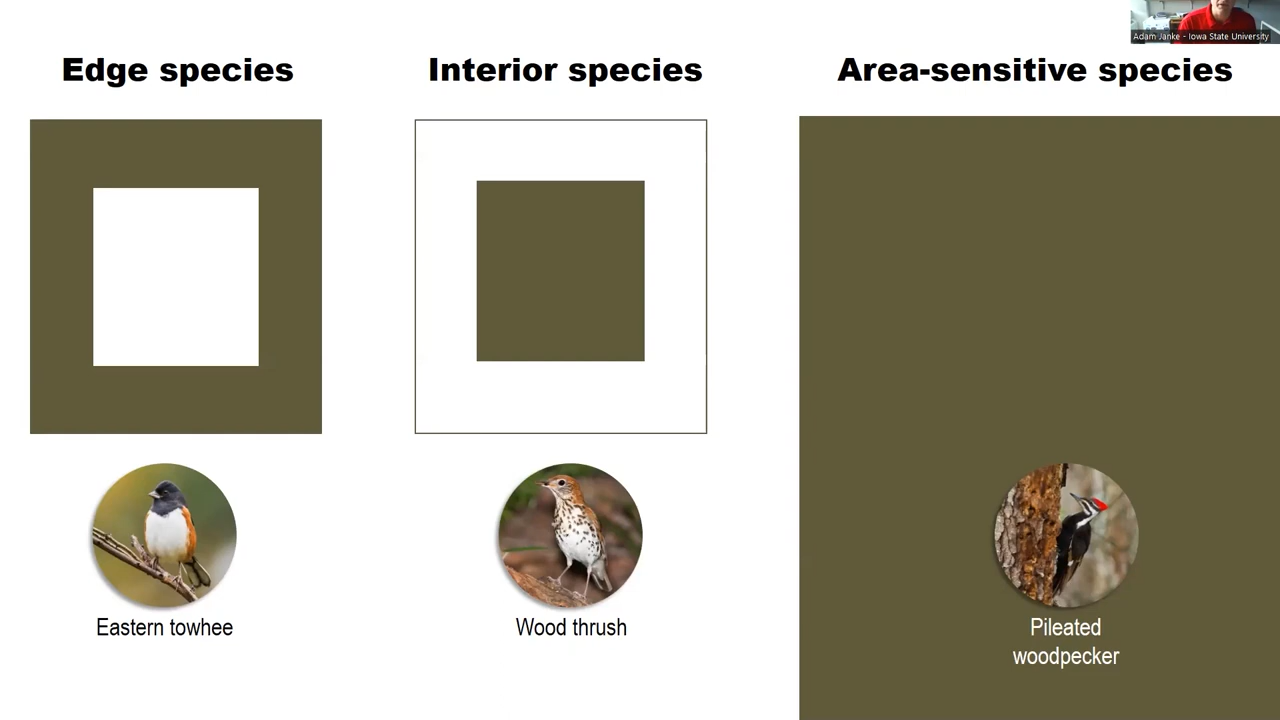 Adam Janke - Iowa State University
Edge species
Interior species
Area-sensitive species
Eastern towhee
Wood thrush
Pileated
woodpecker